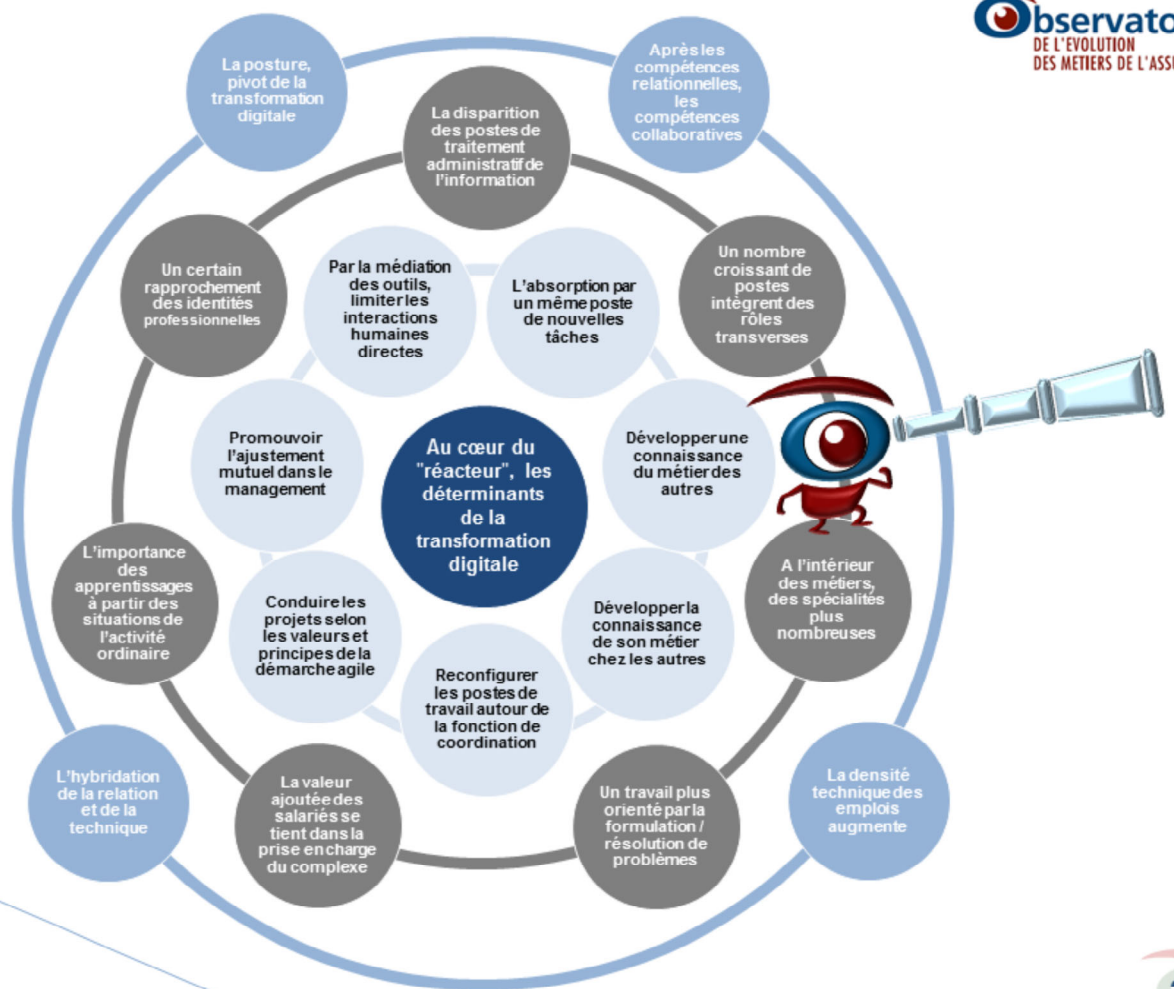 Observato
DE L'EVOLUTION
DES METIERS DE L'ASSU
La posture,
pivot de la
transformation
digitale
Après les
compétences
relationnelles,
les
compétences
collaboratives
La disparition
des postes de
traitement
administratif de
l'information
Un certain
rapprochement
des identités
professionnelles
Par la médiation
des outils,
limiter les
interactions
humaines
directes
L'absorption par
un même poste
de nouvelles
tâches
Un nombre
croissant de
postes
intègrent des
rôles
transverses
Promouvoir
l'ajustement
mutuel dans le
management
Au cœur du
"réacteur", les
déterminants
de la
transformation
digitale
Développer une
connaissance
du métier des
autres
L'importance
des
apprentissages
à partir des
situations de
l'activité
ordinaire
Conduire les
projets selon
les valeurs et
principes de la
démarche agile
Développer la
connaissance
de son métier
chez les autres
A l'intérieur
des métiers,
des spécialités
plus
nombreuses
Reconfigurer
les postes de
travail autour de
la fonction de
coordination
L'hybridation
de la relation
et de la
technique
La valeur
ajoutée des
salariés se
tient dans la
prise en charge
du complexe
Un travail plus
orienté par la
formulation /
résolution de
problèmes
La densité
technique des
emplois
augmente